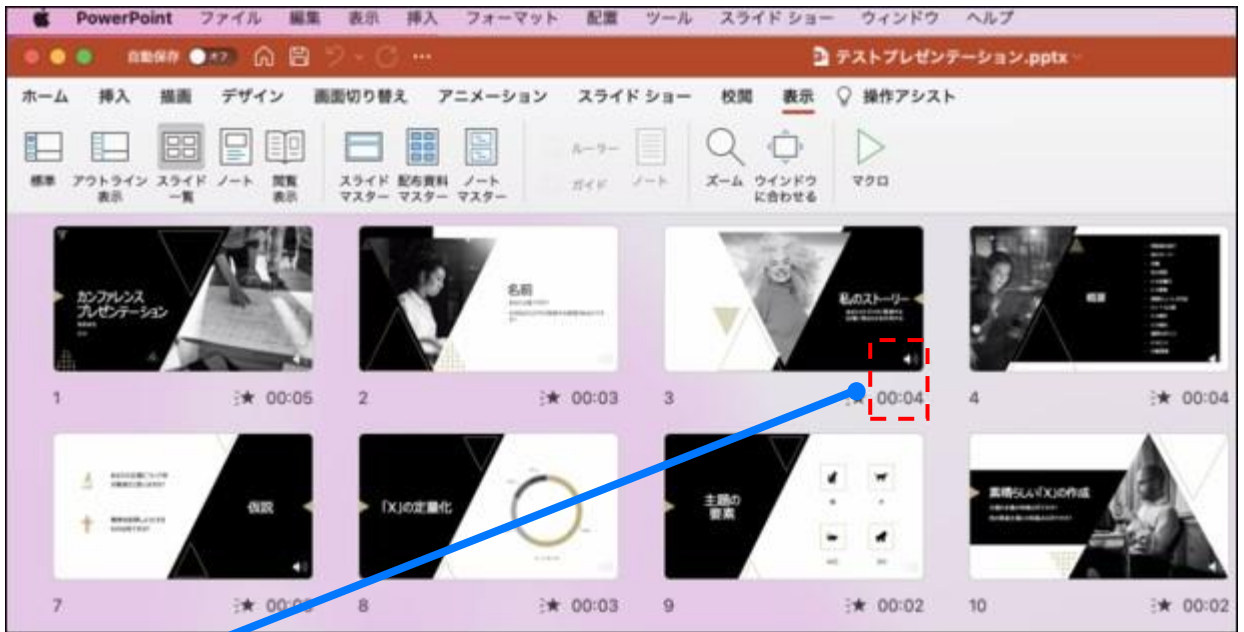 PowerPoint ファイル 編集 表示 挿入 フォーマット 配置 ツール スライド ショー ウィンドウ ヘルプ
自動保存 オフ テストプレゼンテーション.pptx
ホーム 挿入 描画 デザイン 画面切り替え アニメーション スライド ショー 校閲 表示 操作アシスト
標準 アウトライン表示 スライド一覧 ノート 閲覧表示 スライドマスター 配布資料マスター ノートマスター ルーラー ガイド ノート ズーム ウインドウに合わせる マクロ
カンファレンス
プレゼンテーション
名前
私のストーリー
概要
1 00:05 2 00:03 3 00:04 4 00:04
仮説
「X」の定量化
主題の
要素
素晴らしい「X」の作成
7 8 00:03 9 00:02 10 00:02